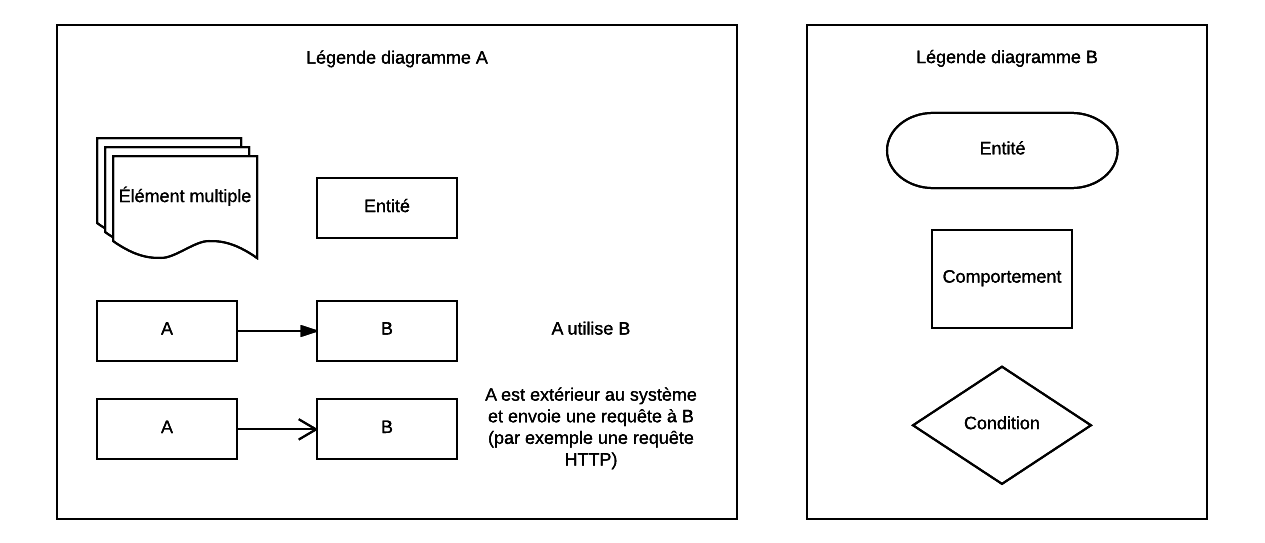 Légende diagramme A
Élément multiple
Entité
A
B
A utilise B
A
B
A est extérieur au système
et envoie une requête à B
(par exemple une requête
HTTP)
Légende diagramme B
Entité
Comportement
Condition